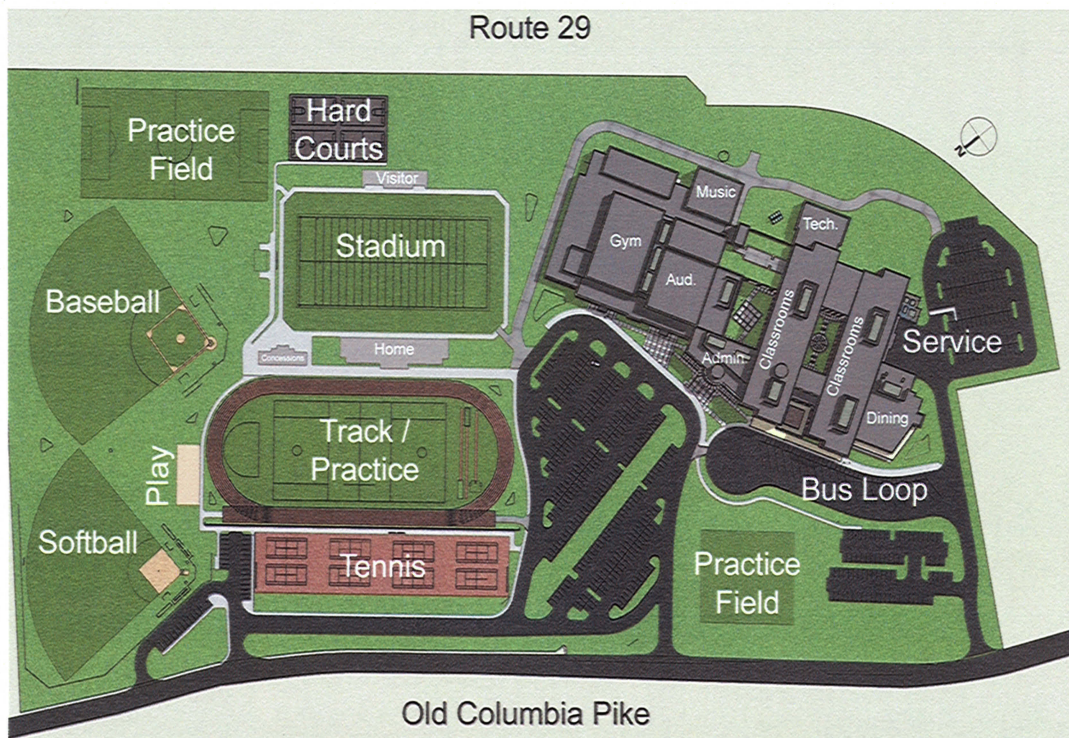 Route 29
Practice
Field
Hard
Courts
Visitor
Stadium
Music
Tech.
Gym
Aud.
N
Baseball
Concessions
Home
Admin
Classrooms
Classrooms
Service
Dining
Track /
Practice
Play
Bus Loop
Softball
Tennis
Practice
Field
Old Columbia Pike